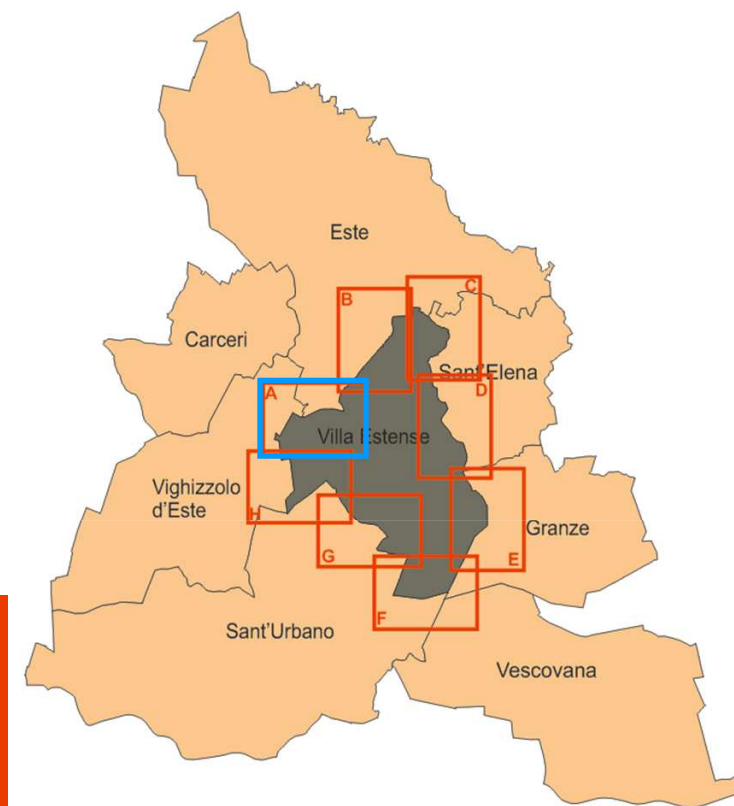 Este
B
C
Carceri
Sant'Elena
A
D
Villa Estense
Vighizzolo
d'Este
H
G
Granze
E
F
Sant'Urbano
Vescovana